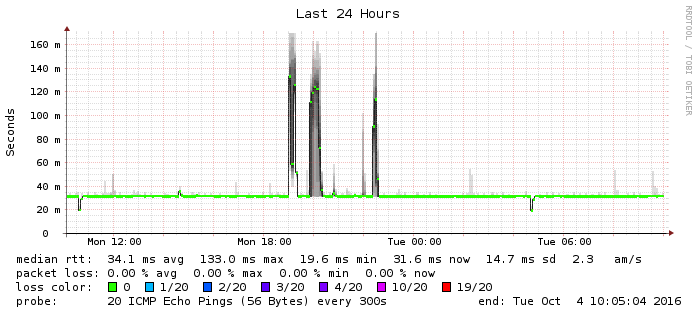 Last 24 Hours
RRDTOOL / TOBI OETIKER
Seconds
160 m
140 m
120 m
100 m
80 m
60 m
40 m
20 m
0
Mon 12:00 Mon 18:00 Tue 00:00 Tue 06:00
median rtt: 34.1 ms avg 133.0 ms max 19.6 ms min 31.6 ms now 14.7 ms sd 2.3 am/s
packet loss: 0.00 % avg 0.00 % max 0.00 % min 0.00 % now
loss color: 0 1/20 2/20 3/20 4/20 10/20 19/20
probe: 20 ICMP Echo Pings (56 Bytes) every 300s end: Tue Oct 4 10:05:04 2016